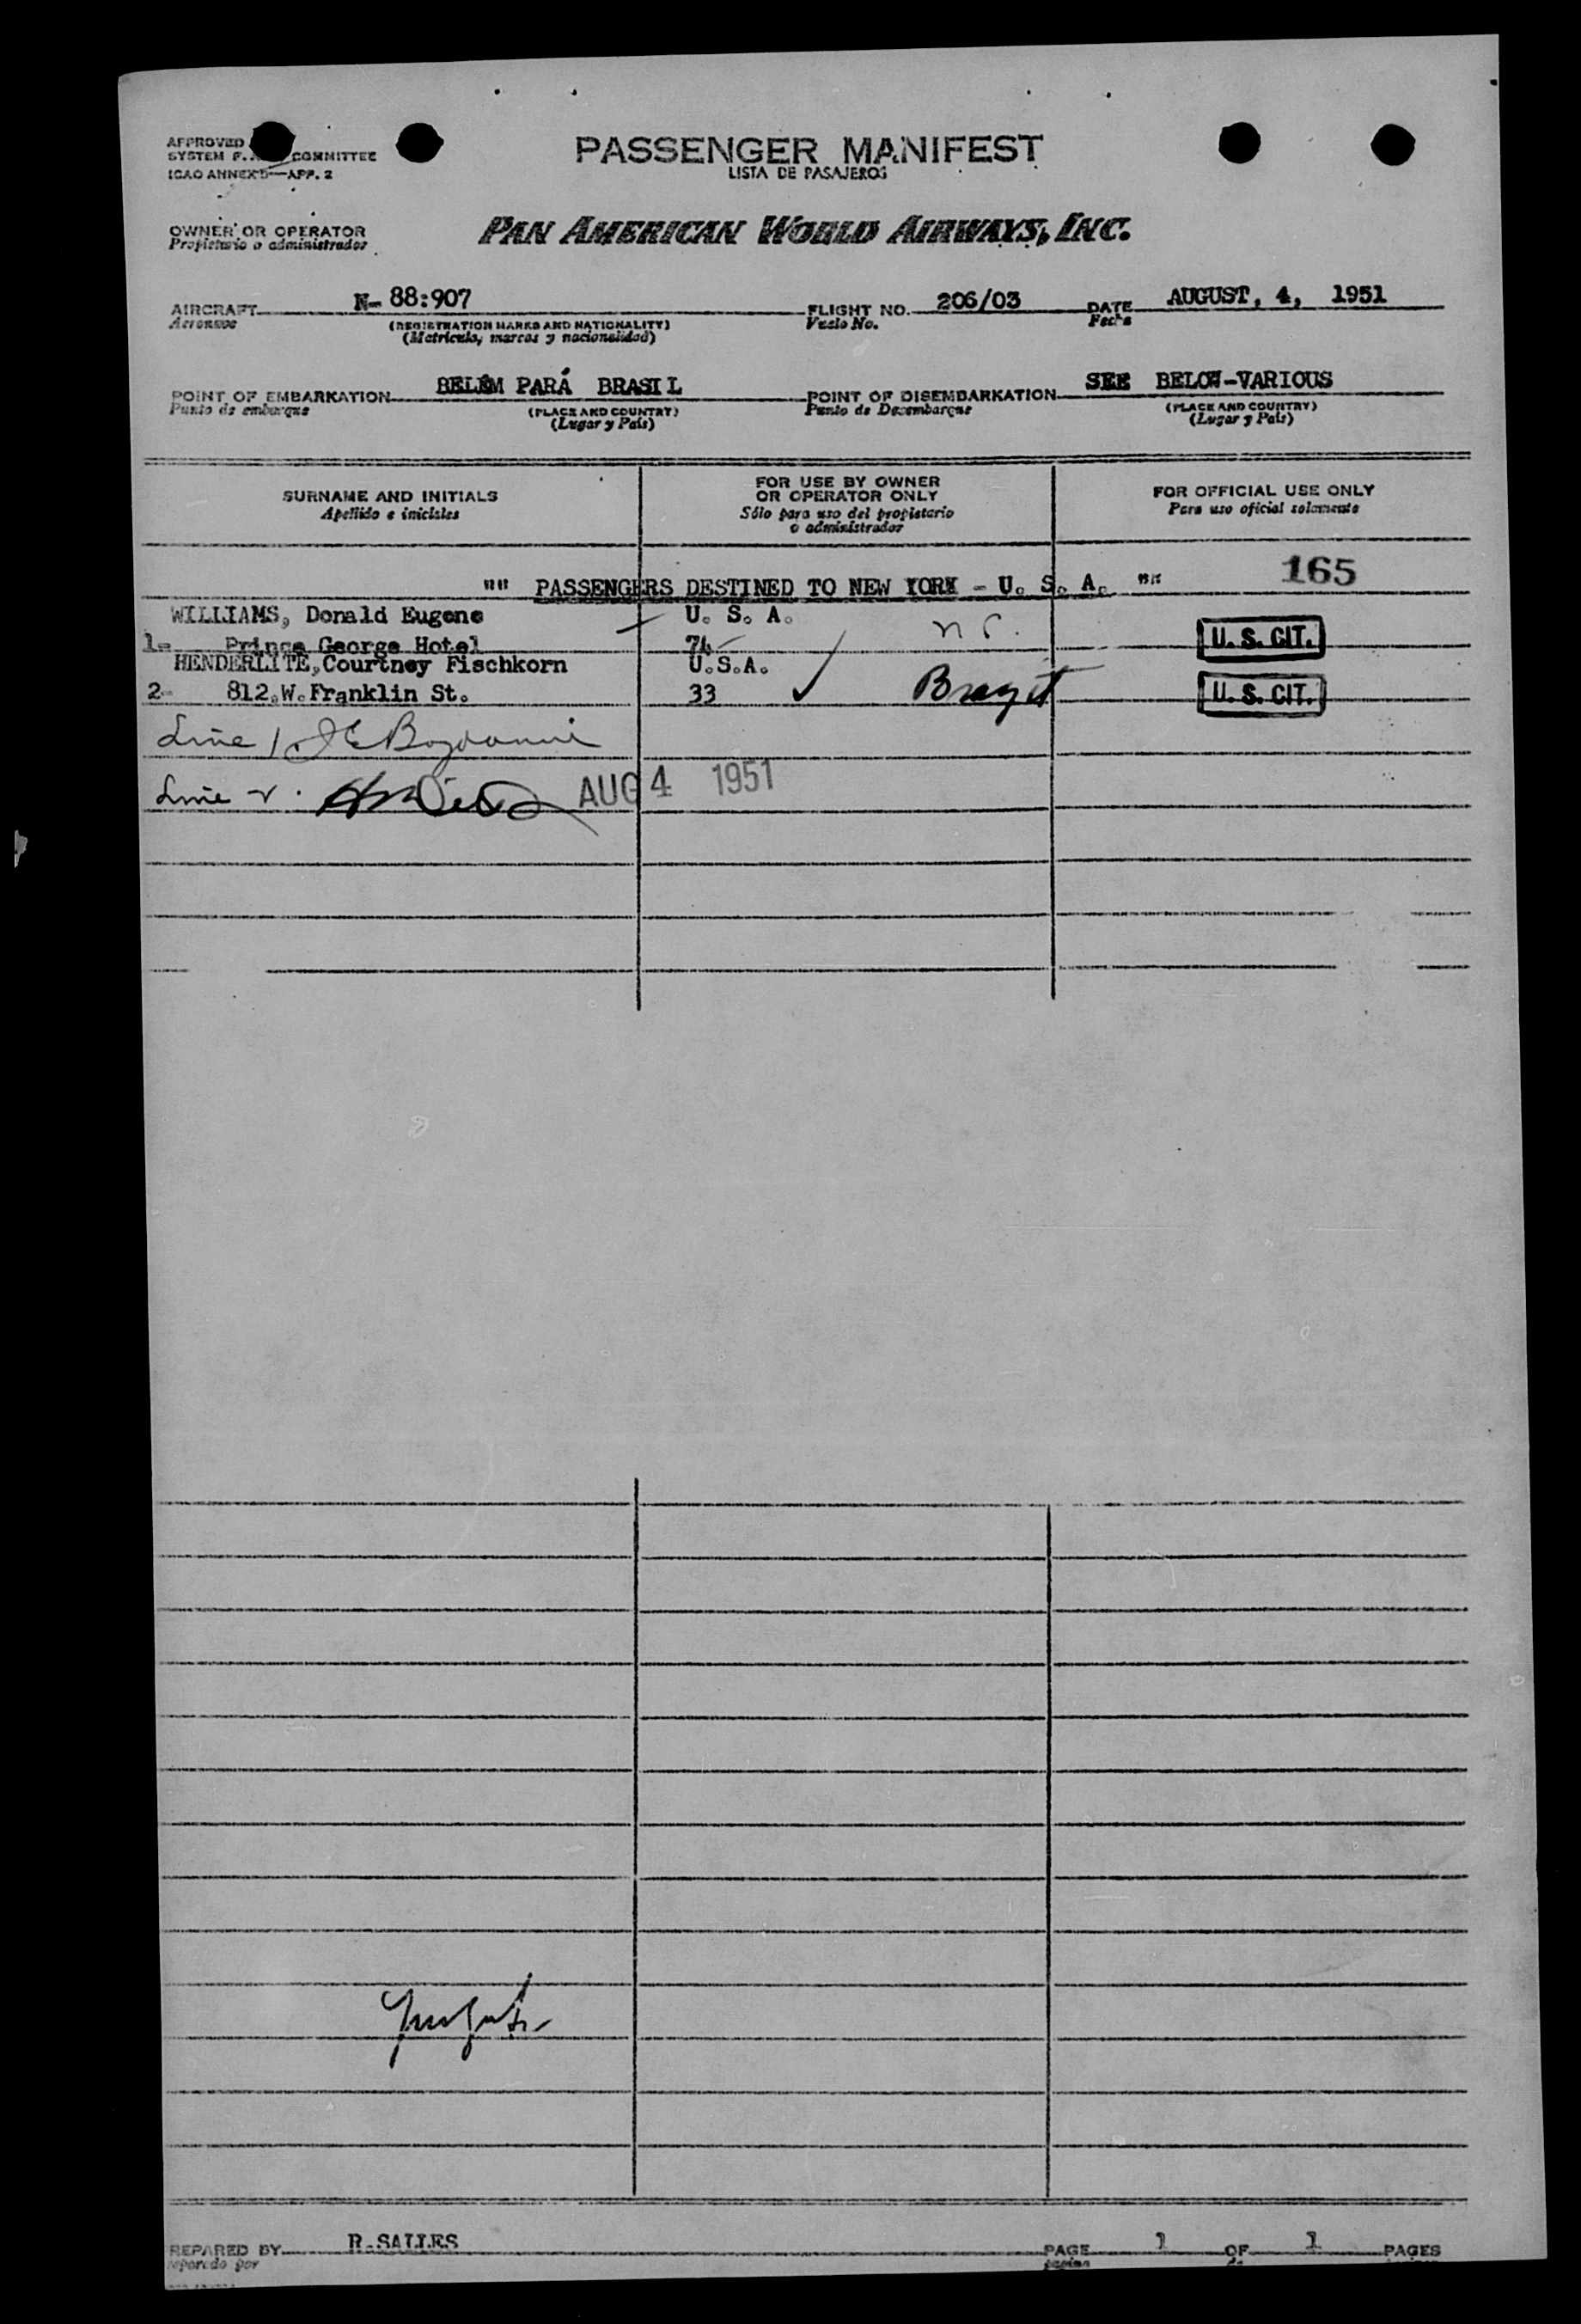 APPROVED
PASSENGER MANIFEST
SYSTEM F. COMMITTEE
LISTA DE PASAJEROS
ICAO ANNEX 9—APP. 2
OWNER OR OPERATOR
PAN AMERICAN WORLD AIRWAYS, INC.
Propietario o administrador
AIRCRAFT N- 88:907 FLIGHT NO. 206/03 DATE AUGUST, 4, 1951
Aeronave (REGISTRATION MARKS AND NATIONALITY) Vuelo No. Fecha
(Matricula, marcas y nacionalidad)
POINT OF EMBARKATION BELÉM PARÁ BRASIL POINT OF DISEMBARKATION SEE BELOW-VARIOUS
Punto de embarque (PLACE AND COUNTRY) Punto de Desembarque (PLACE AND COUNTRY)
(Lugar y País) (Lugar y País)
SURNAME AND INITIALS
Apellido e iniciales
FOR USE BY OWNER
OR OPERATOR ONLY
Sólo para uso del propietario
o administrador
FOR OFFICIAL USE ONLY
Para uso oficial solamente
165
"" PASSENGERS DESTINED TO NEW YORK - U. S. A. ""
WILLIAMS, Donald Eugene U. S. A.
1- Prince George Hotel U. S. CIT.
HENDERLITE, Courtney Fischkorn U.S.A.
2- 812.W.Franklin St. 33 U. S. CIT.
Line 1
Line 2. AUG 4 1951
PREPARED BY R.SALLES PAGE 1 OF 1 PAGES